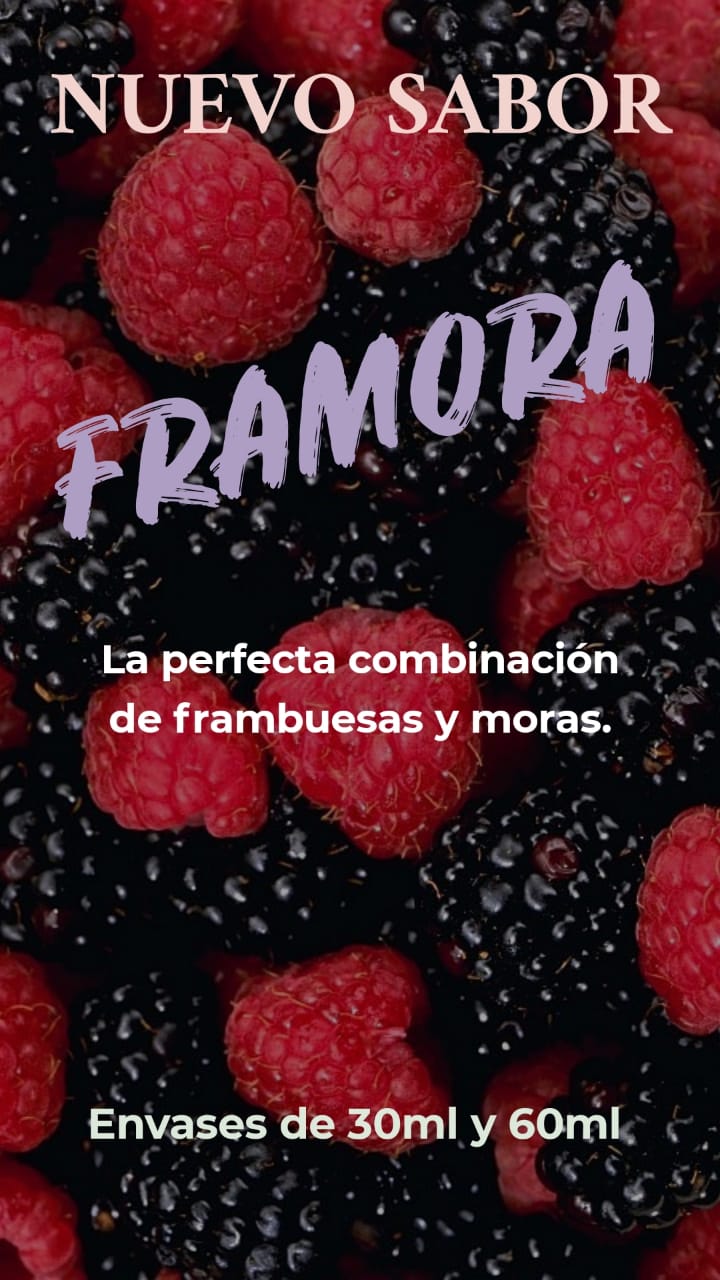 NUEVO SABOR
FRAMORA
La perfecta combinación
de frambuesas y moras.
Envases de 30ml y 60ml